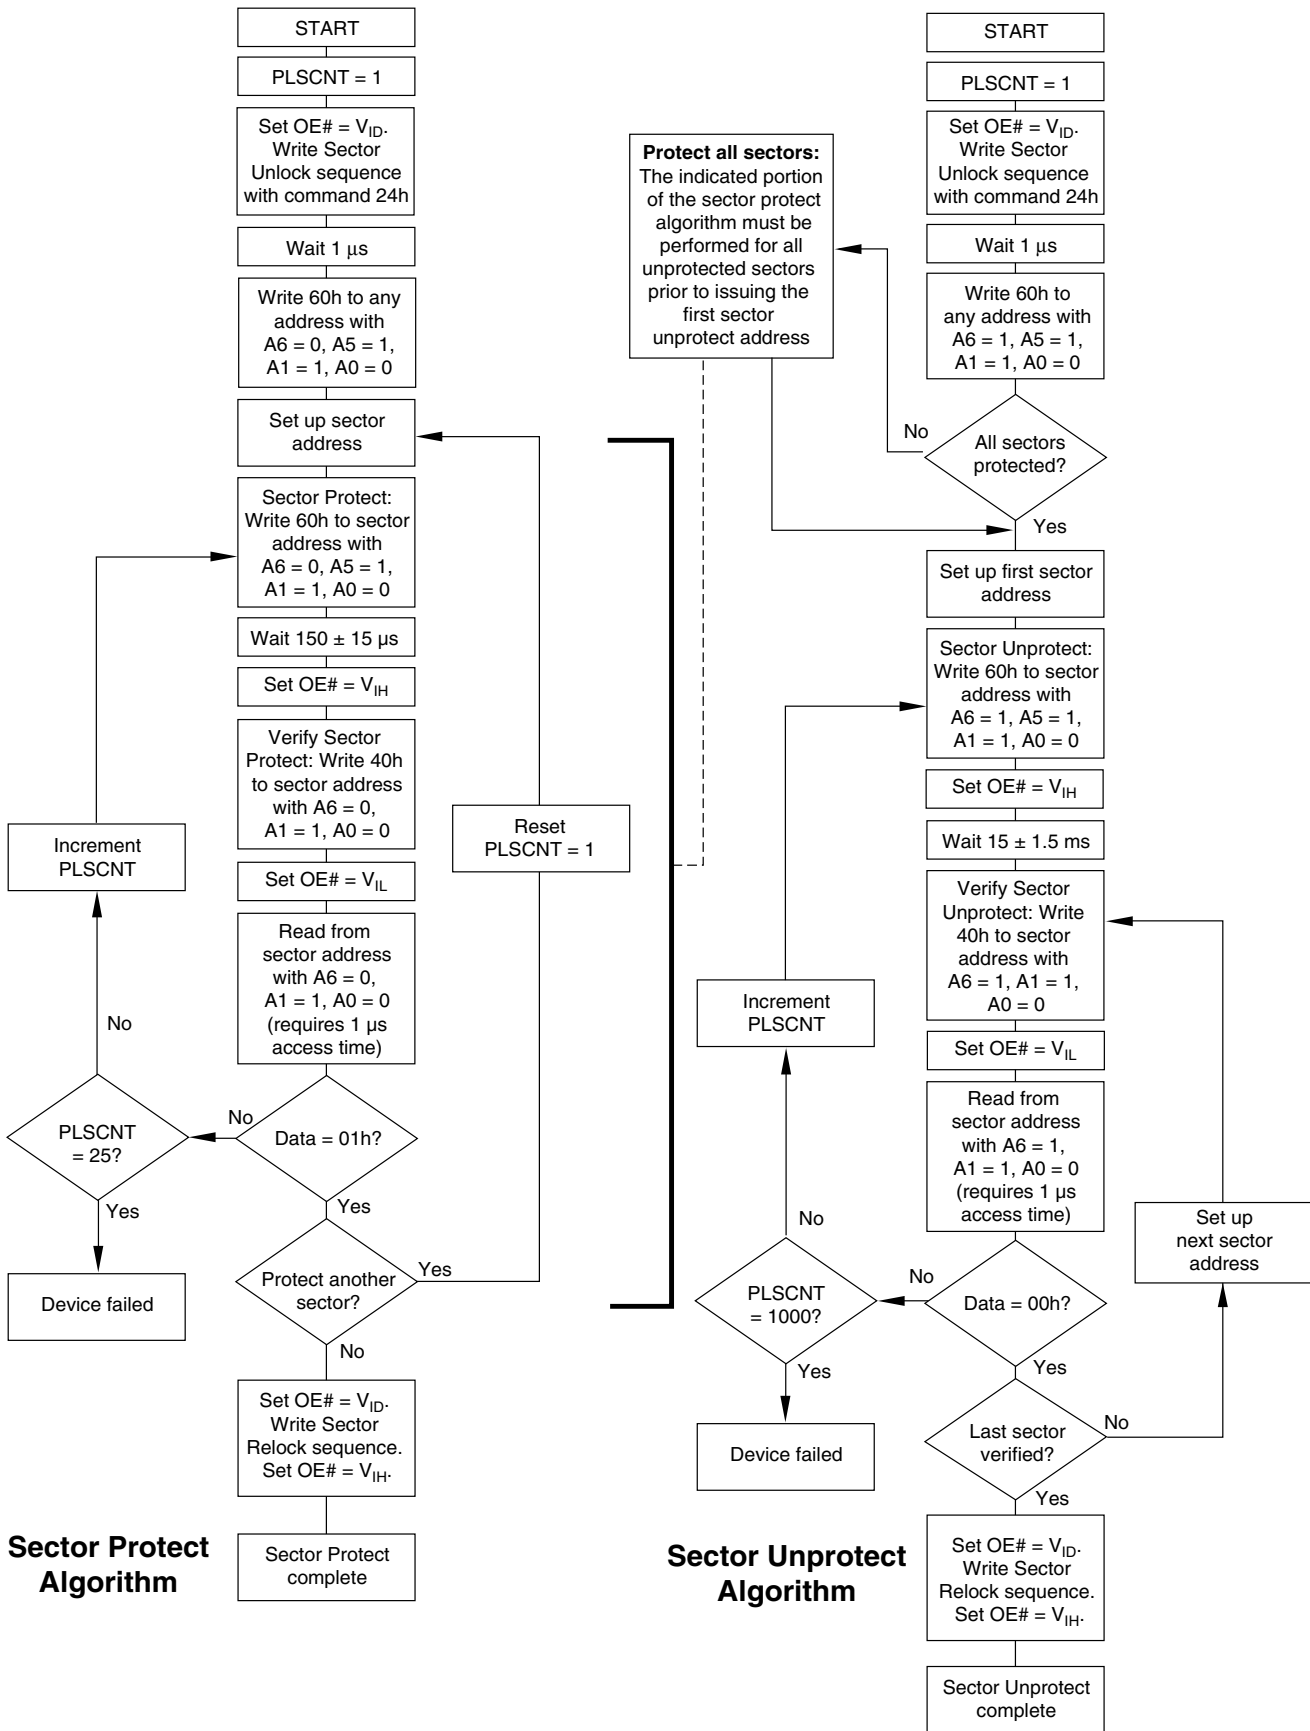 START
PLSCNT = 1
Set OE# = VID.
Write Sector
Unlock sequence
with command 24h
Wait 1 µs
Write 60h to any
address with
A6 = 0, A5 = 1,
A1 = 1, A0 = 0
Set up sector
address
Sector Protect:
Write 60h to sector
address with
A6 = 0, A5 = 1,
A1 = 1, A0 = 0
Wait 150 ± 15 µs
Set OE# = VIH
Verify Sector
Protect: Write 40h
to sector address
with A6 = 0,
A1 = 1, A0 = 0
Increment
PLSCNT
Reset
PLSCNT = 1
Set OE# = VIL
Read from
sector address
with A6 = 0,
A1 = 1, A0 = 0
(requires 1 µs
access time)
No
PLSCNT
= 25?
No
Data = 01h?
Yes
Yes
Device failed
Protect another
sector?
Yes
No
Set OE# = VID.
Write Sector
Relock sequence.
Set OE# = VIH.
Sector Protect
complete
Sector Protect
Algorithm
START
PLSCNT = 1
Set OE# = VID.
Write Sector
Unlock sequence
with command 24h
Protect all sectors:
The indicated portion
of the sector protect
algorithm must be
performed for all
unprotected sectors
prior to issuing the
first sector
unprotect address
Wait 1 µs
Write 60h to
any address with
A6 = 1, A5 = 1,
A1 = 1, A0 = 0
No
All sectors
protected?
Yes
Set up first sector
address
Sector Unprotect:
Write 60h to sector
address with
A6 = 1, A5 = 1,
A1 = 1, A0 = 0
Set OE# = VIH
Wait 15 ± 1.5 ms
Verify Sector
Unprotect: Write
40h to sector
address with
A6 = 1, A1 = 1,
A0 = 0
Increment
PLSCNT
Set OE# = VIL
Read from
sector address
with A6 = 1,
A1 = 1, A0 = 0
(requires 1 µs
access time)
Set up
next sector
address
No
PLSCNT
= 1000?
No
Data = 00h?
Yes
Yes
Device failed
Last sector
verified?
No
Yes
Set OE# = VID.
Write Sector
Relock sequence.
Set OE# = VIH.
Sector Unprotect
complete
Sector Unprotect
Algorithm